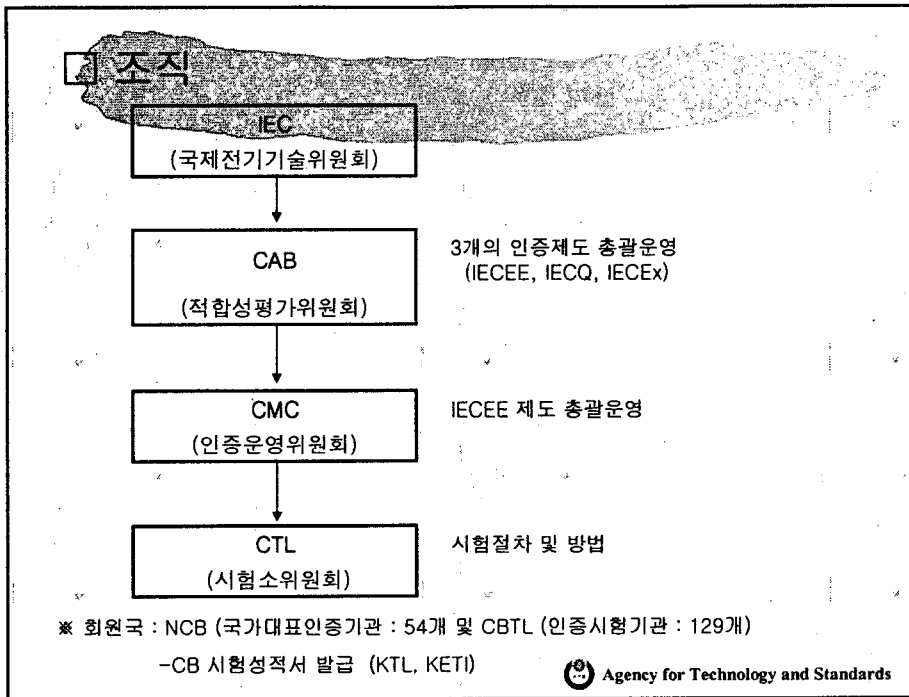 □ 조직
IEC
(국제전기기술위원회)
CAB
(적합성평가위원회)
3개의 인증제도 총괄운영
(IECEE, IECQ, IECEx)
CMC
(인증운영위원회)
IECEE 제도 총괄운영
CTL
(시험소위원회)
시험절차 및 방법
※ 회원국 : NCB (국가대표인증기관 : 54개 및 CBTL (인증시험기관 : 129개)
-CB 시험성적서 발급 (KTL, KETI)
Agency for Technology and Standards